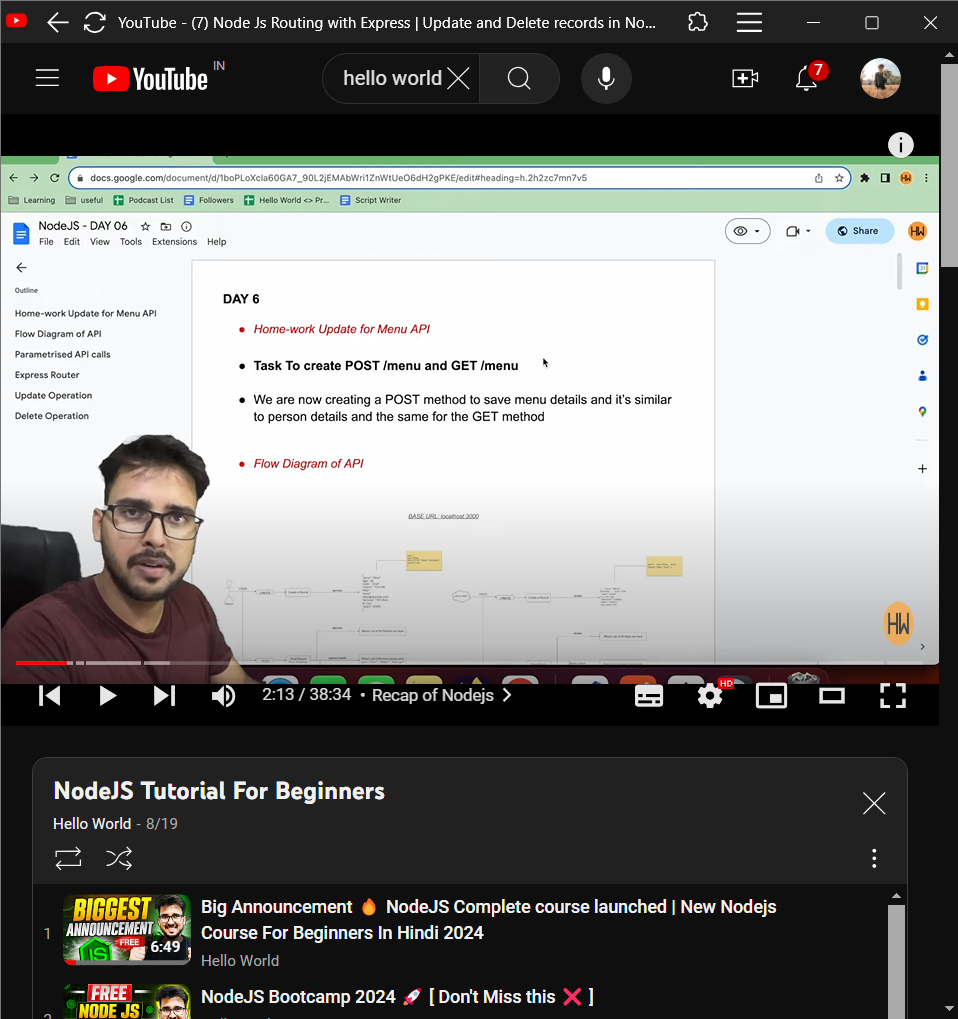 YouTube - (7) Node Js Routing with Express | Update and Delete records in No...
YouTube IN
hello world
7
docs.google.com/document/d/1boPLoXcla60GA7_90L2jEMAbWri1ZnWtUeO6dH2gPKE/edit#heading=h.2h2zc7mn7v5
HW
Learning useful Podcast List Followers Hello World <> Pr... Script Writer
NodeJS - DAY 06
File Edit View Tools Extensions Help
Share
HW
Outline
Home-work Update for Menu API
Flow Diagram of API
Parametrised API calls
Express Router
Update Operation
Delete Operation
DAY 6
• Home-work Update for Menu API
• Task To create POST /menu and GET /menu
• We are now creating a POST method to save menu details and it's similar
to person details and the same for the GET method
• Flow Diagram of API
BASE URL: localhost:3000
HW
2:13 / 38:34 • Recap of Nodejs
HD
NodeJS Tutorial For Beginners
Hello World - 8/19
1
BIGGEST
ANNOUNCEMENT
FREE
JS
6:49
Big Announcement 🔥 NodeJS Complete course launched | New Nodejs
Course For Beginners In Hindi 2024
Hello World
FREE
NODE JS
NodeJS Bootcamp 2024 🚀 [ Don't Miss this ❌ ]